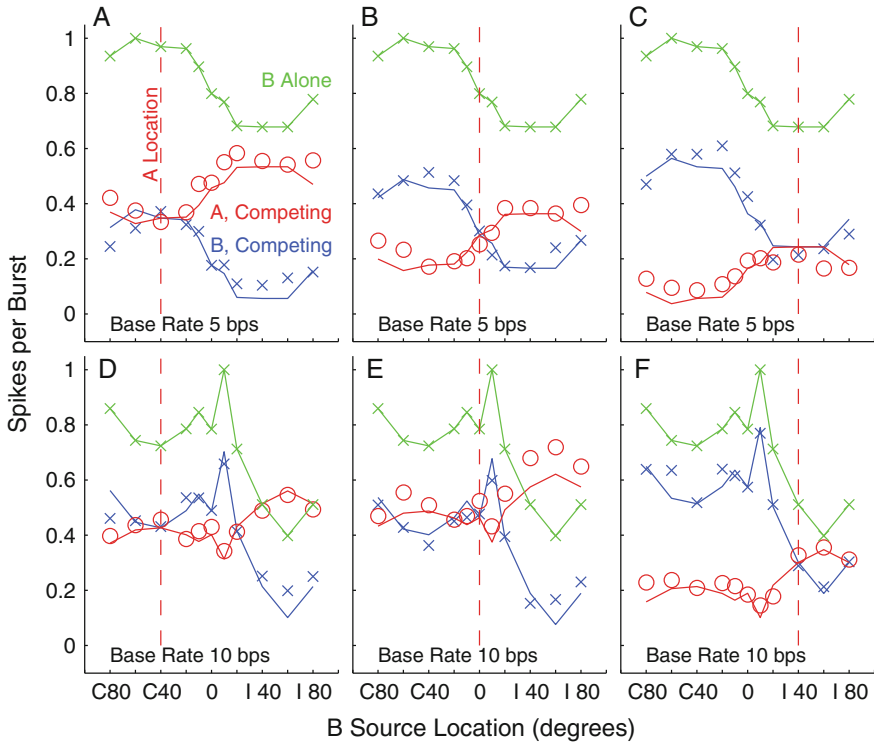 A
B
C
1
0.8
0.6
0.4
0.2
0
A Location
B Alone
A, Competing
B, Competing
Base Rate 5 bps
Base Rate 5 bps
Base Rate 5 bps
Spikes per Burst
D
E
F
1
0.8
0.6
0.4
0.2
0
Base Rate 10 bps
Base Rate 10 bps
Base Rate 10 bps
C80 C40 0 I 40 I 80
C80 C40 0 I 40 I 80
C80 C40 0 I 40 I 80
B Source Location (degrees)